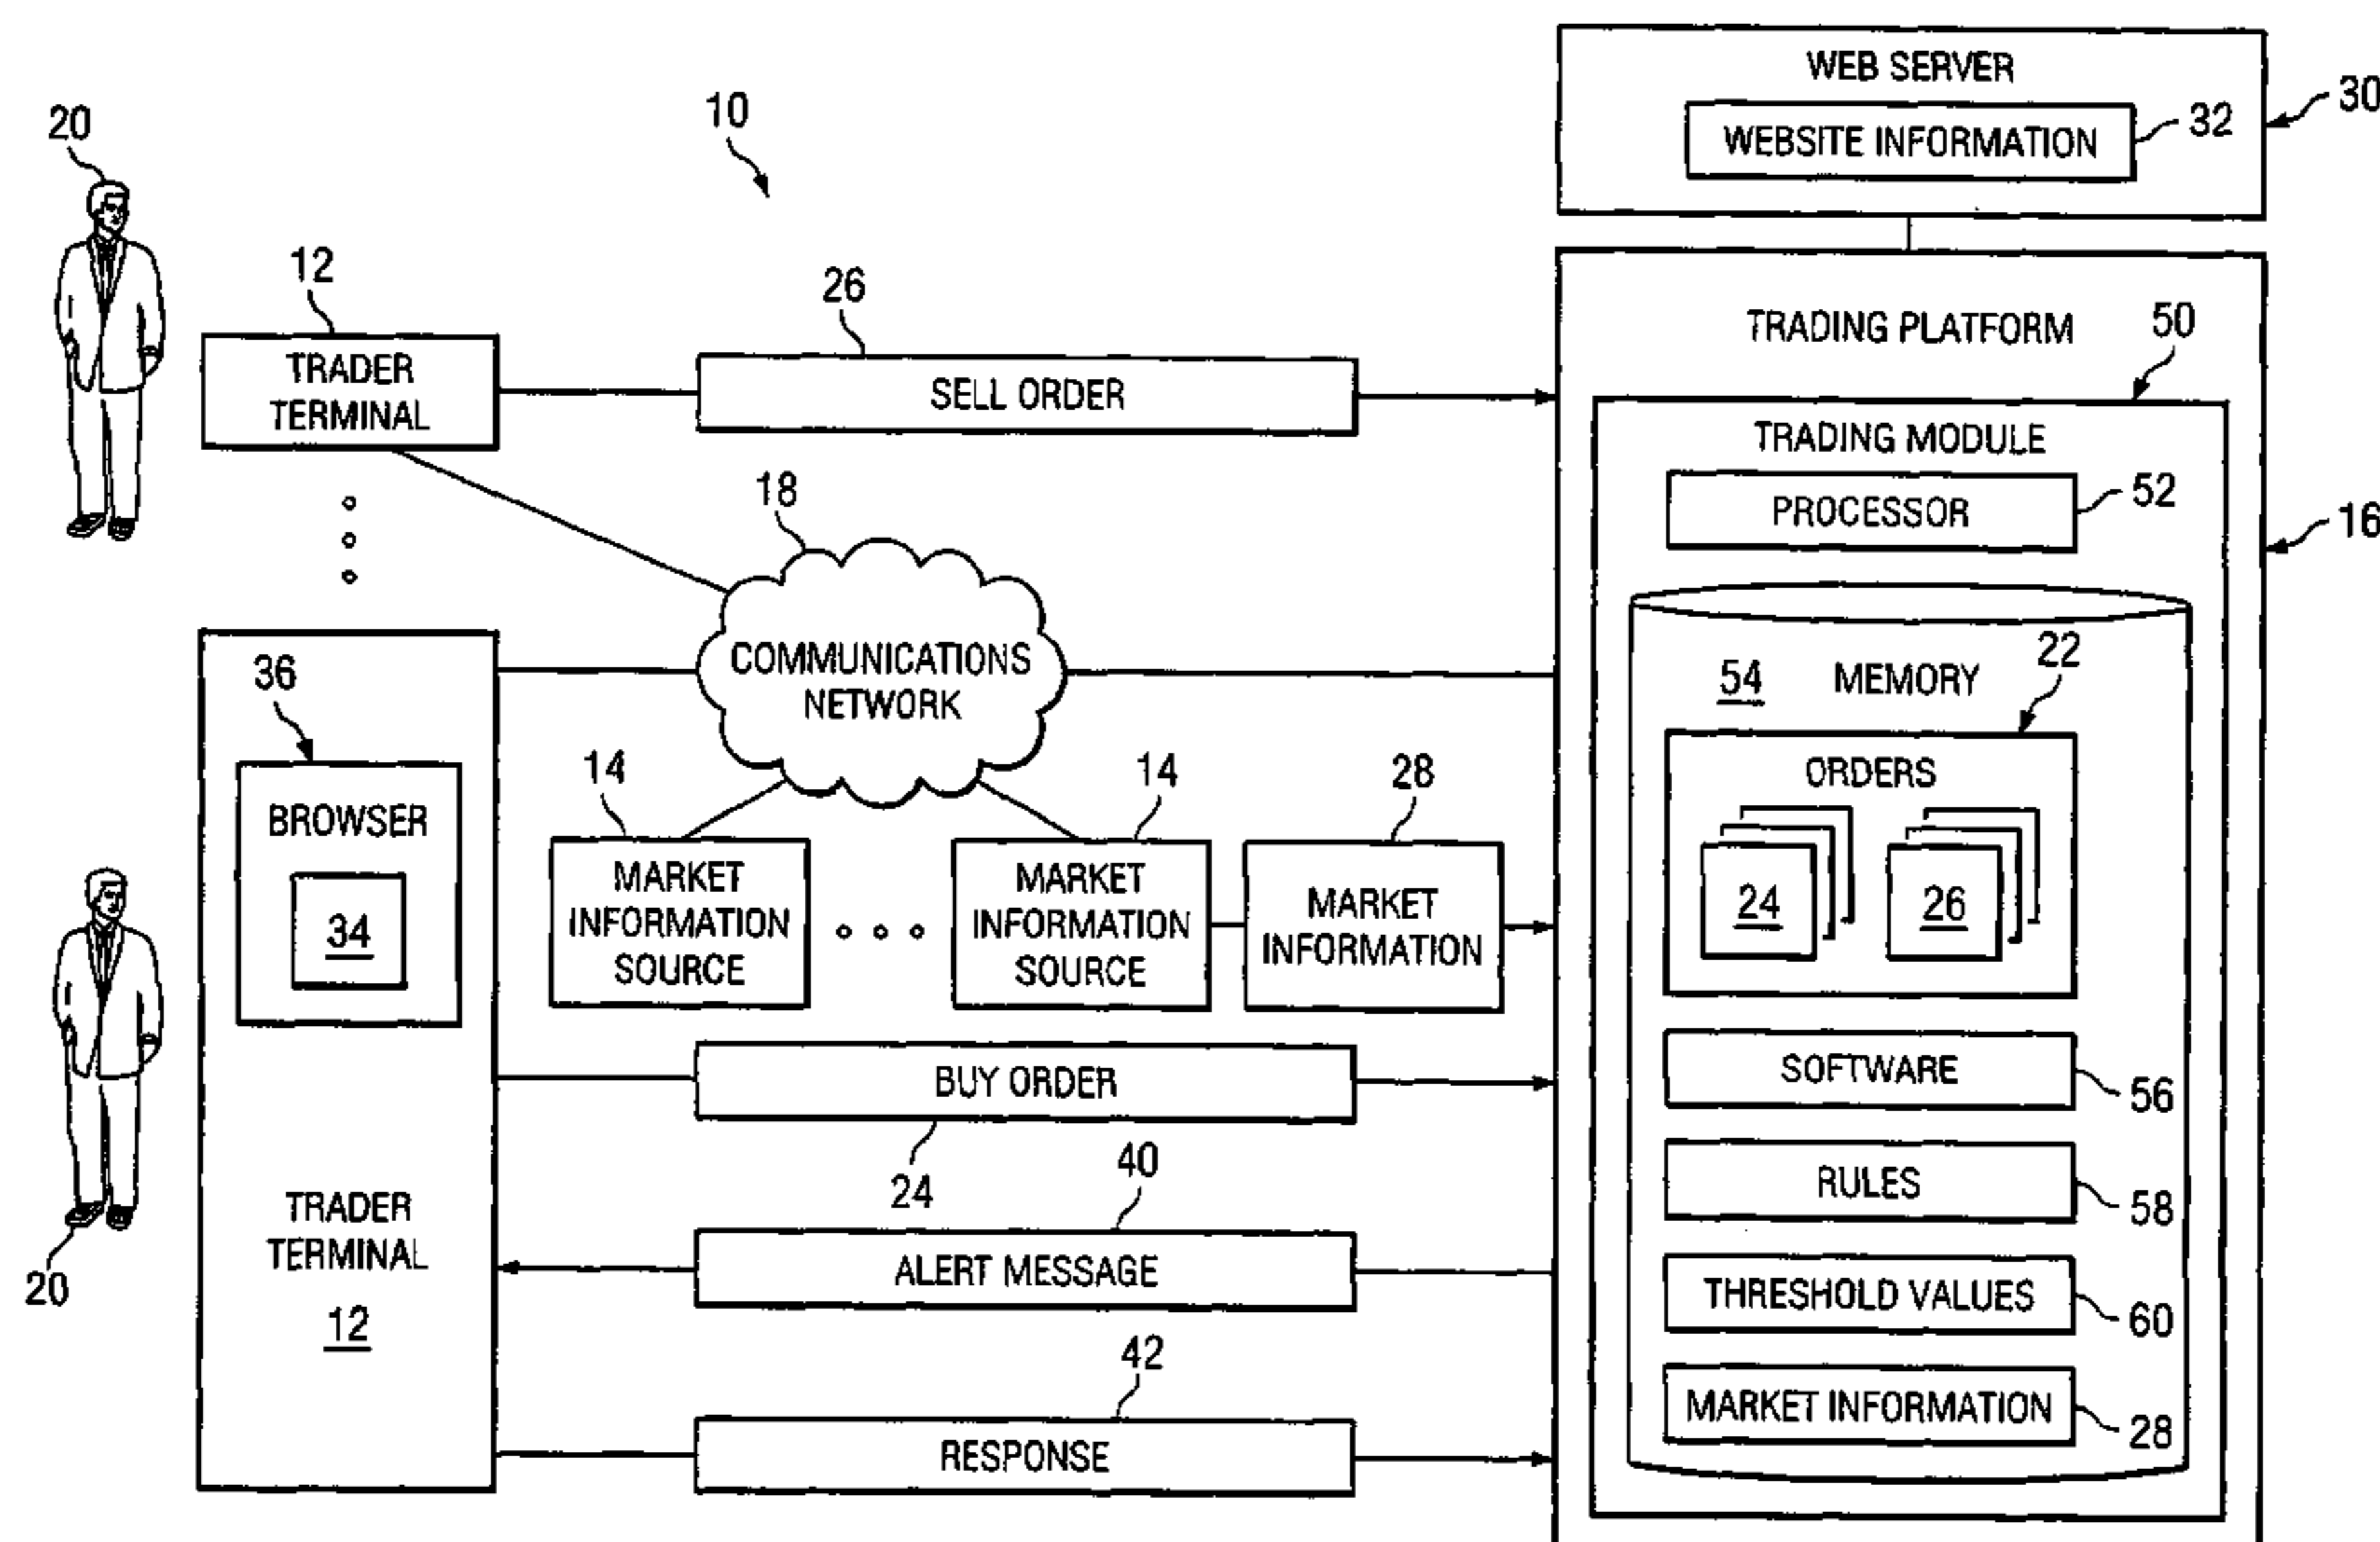 WEB SERVER
30
WEBSITE INFORMATION
32
10
20
12
TRADER
TERMINAL
26
SELL ORDER
TRADING PLATFORM
50
TRADING MODULE
PROCESSOR
52
16
18
COMMUNICATIONS
NETWORK
54
MEMORY
22
ORDERS
24
26
36
BROWSER
34
14
MARKET
INFORMATION
SOURCE
14
MARKET
INFORMATION
SOURCE
28
MARKET
INFORMATION
BUY ORDER
24
SOFTWARE
56
RULES
58
40
ALERT MESSAGE
THRESHOLD VALUES
60
TRADER
TERMINAL
12
20
42
RESPONSE
MARKET INFORMATION
28